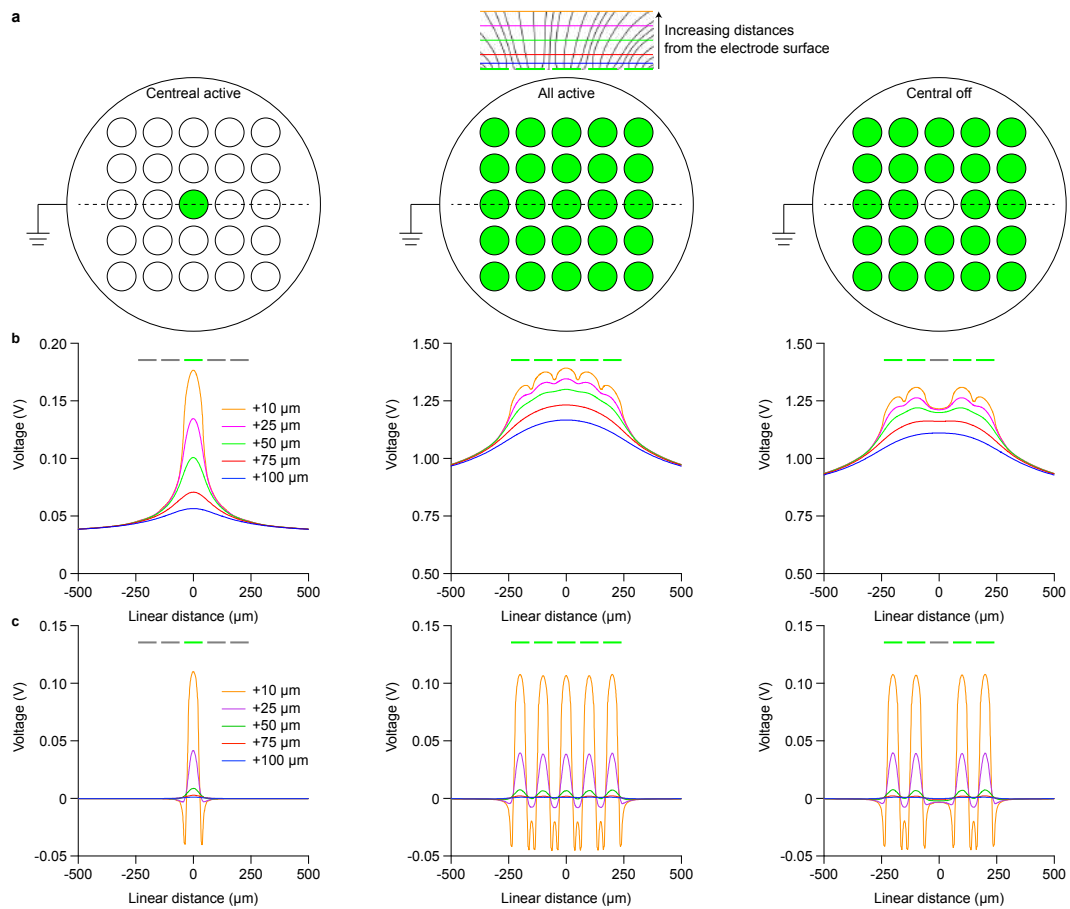 a
Increasing distances
from the electrode surface
Centreal active
All active
Central off
b
0.20
0.15
0.10
0.05
0
Voltage (V)
+10 µm
+25 µm
+50 µm
+75 µm
+100 µm
-500
-250
0
250
500
Linear distance (µm)
1.50
1.25
1.00
0.75
0.50
Voltage (V)
-500
-250
0
250
500
Linear distance (µm)
1.50
1.25
1.00
0.75
0.50
Voltage (V)
-500
-250
0
250
500
Linear distance (µm)
c
0.15
0.10
0.05
0
-0.05
Voltage (V)
+10 µm
+25 µm
+50 µm
+75 µm
+100 µm
-500
-250
0
250
500
Linear distance (µm)
0.15
0.10
0.05
0
-0.05
Voltage (V)
-500
-250
0
250
500
Linear distance (µm)
0.15
0.10
0.05
0
-0.05
Voltage (V)
-500
-250
0
250
500
Linear distance (µm)